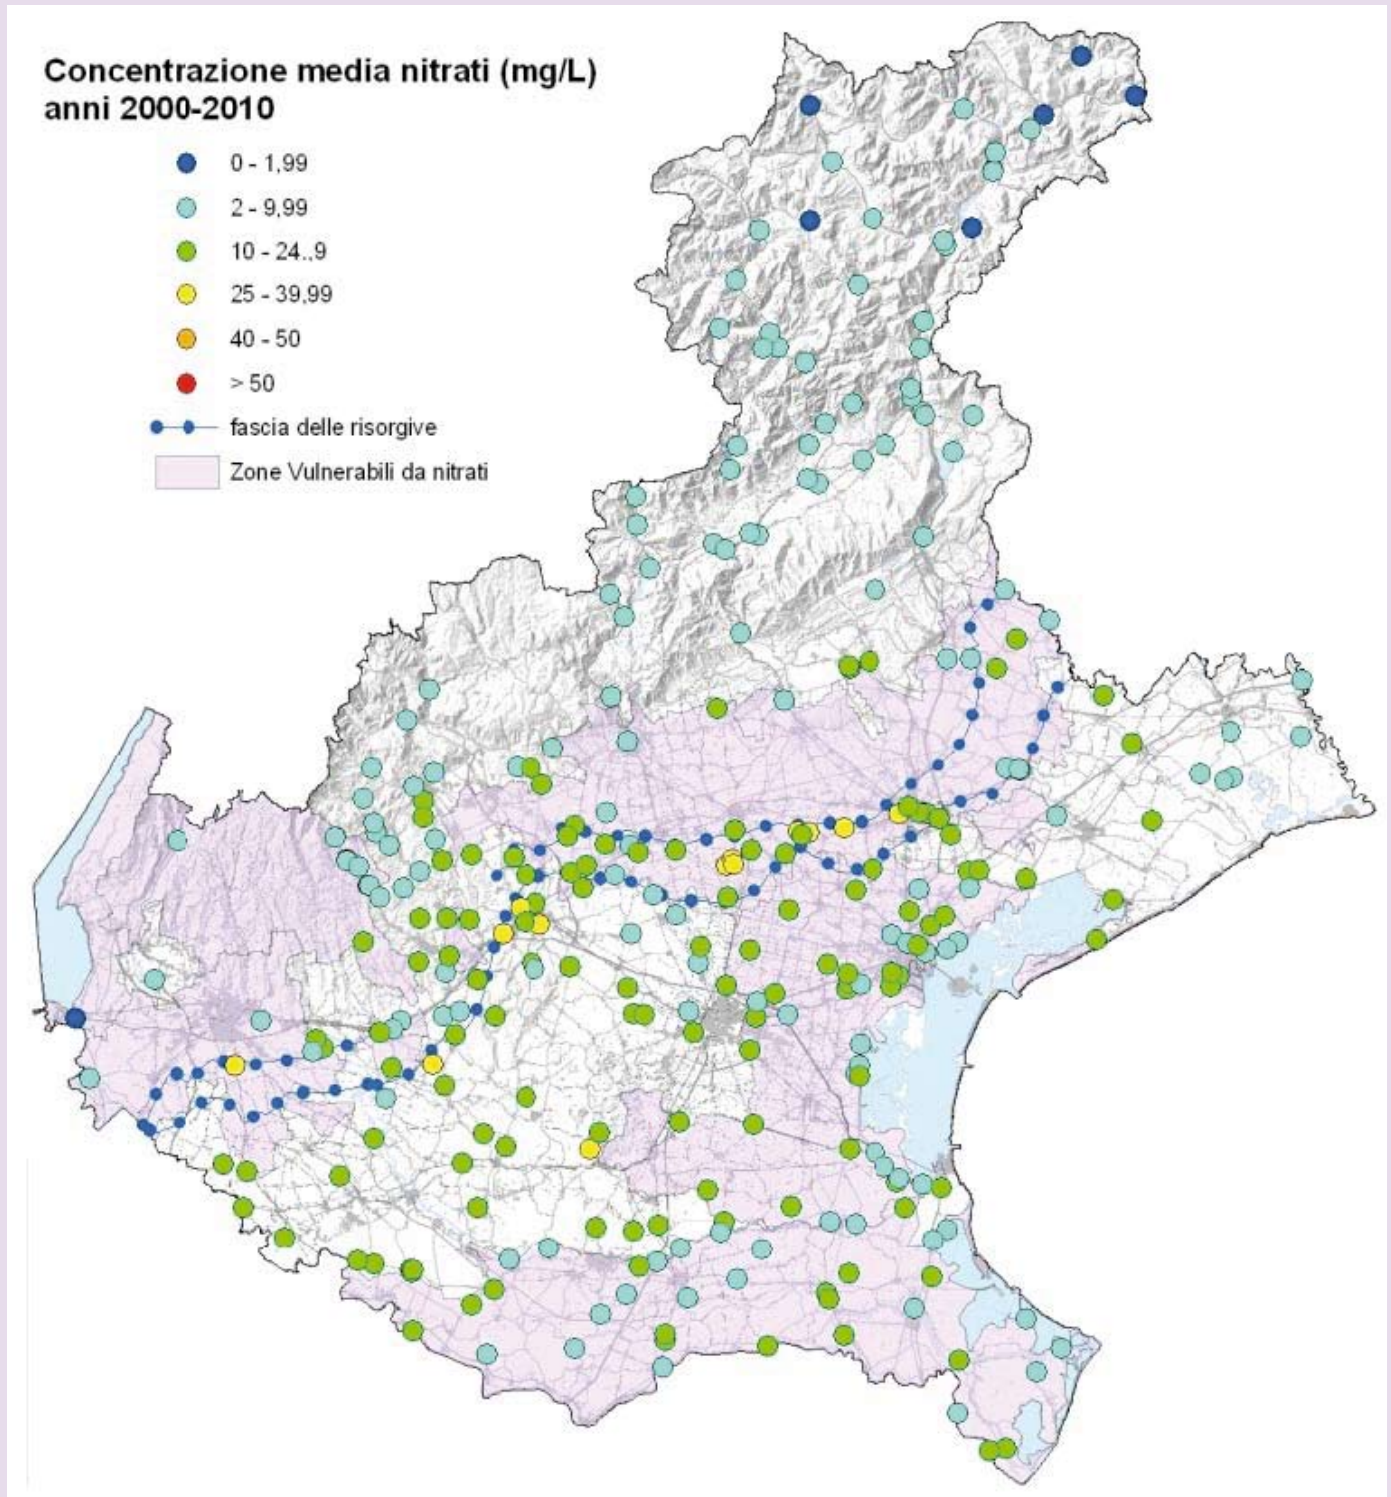 Concentrazione media nitrati (mg/L)
anni 2000-2010
0 - 1,99
2 - 9,99
10 - 24..9
25 - 39,99
40 - 50
> 50
fascia delle risorgive
Zone Vulnerabili da nitrati